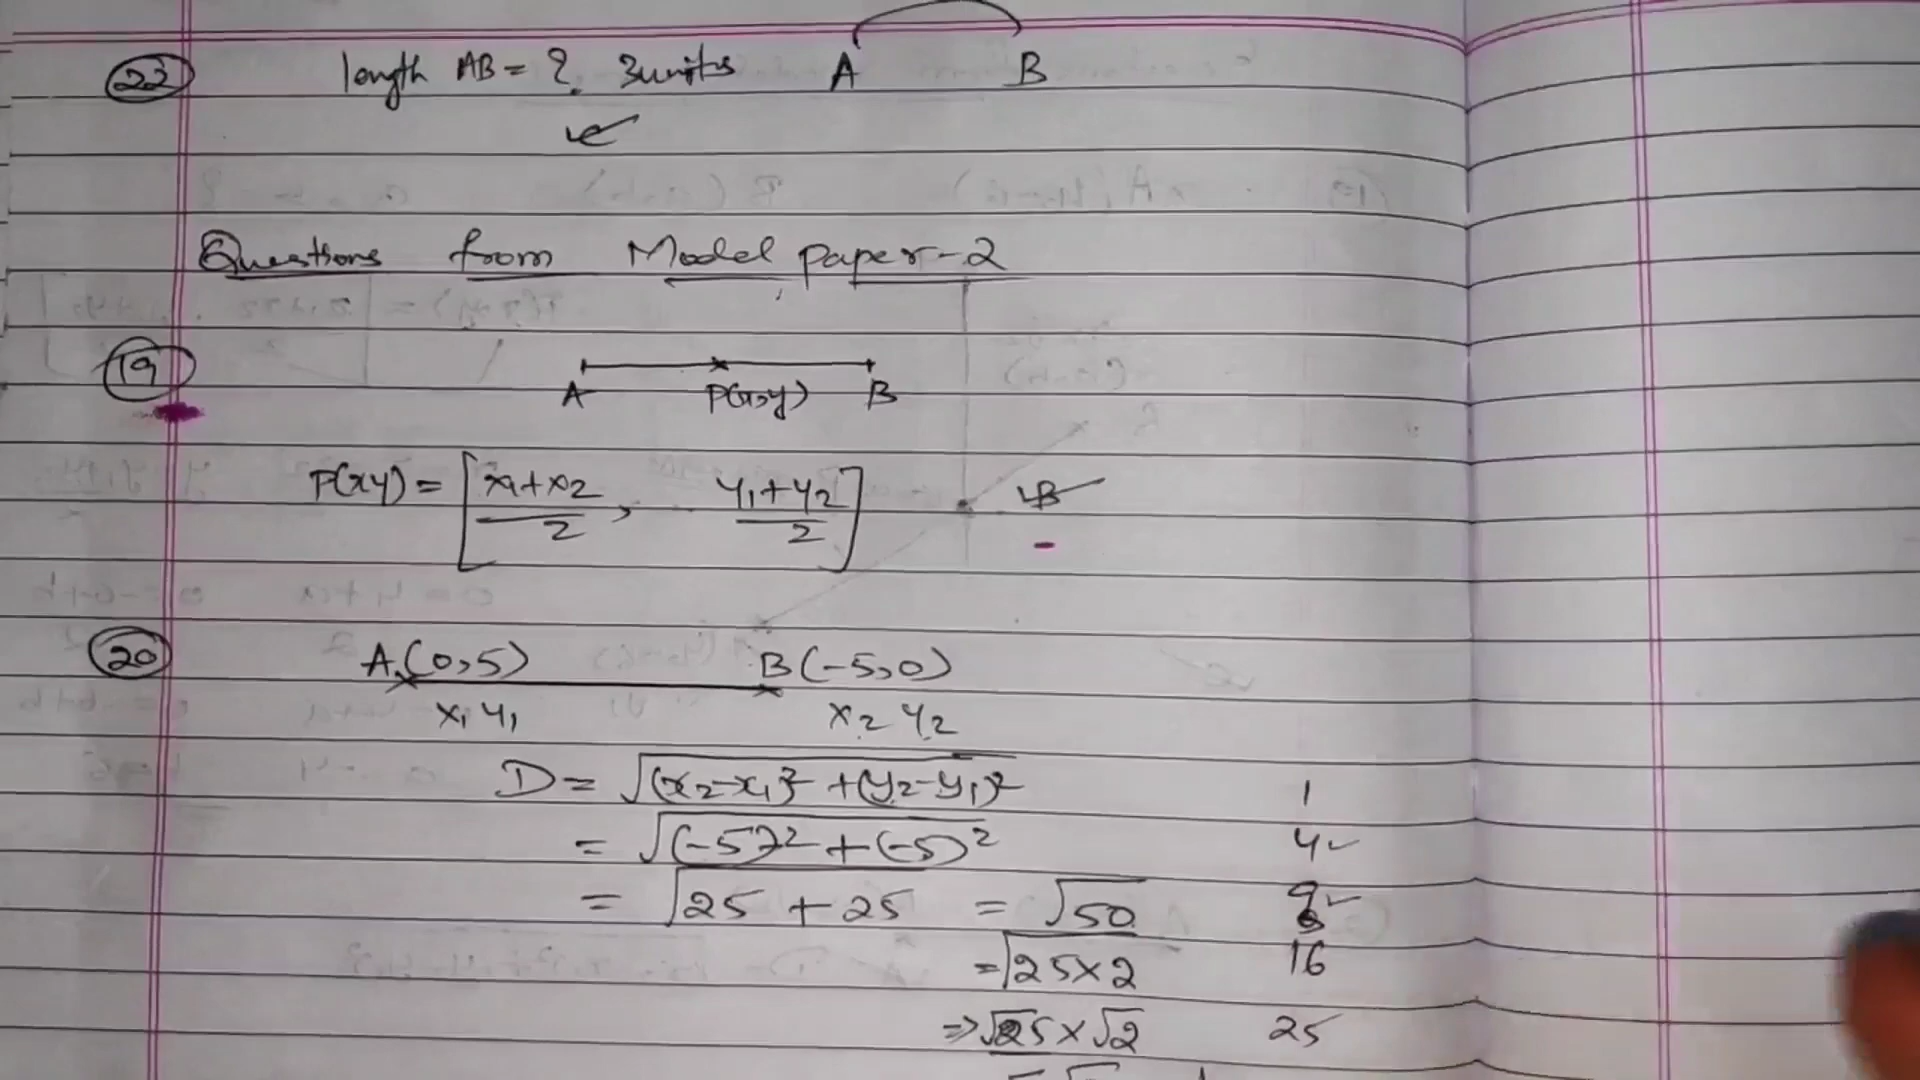 22 length AB = ? 3units A B
C
Questions from Model paper-2
19
A P(x,y) B
P(xy) = [x1+x2/2, y1+y2/2] B
20 A(0,5) B(-5,0)
x1 y1 x2 y2
D = √(x2-x1)² + (y2-y1)² 1
= √(-5)² + (-5)² 4
= √25 + 25 = √50 9
= √25×2 16
⇒ √25 × √2 25